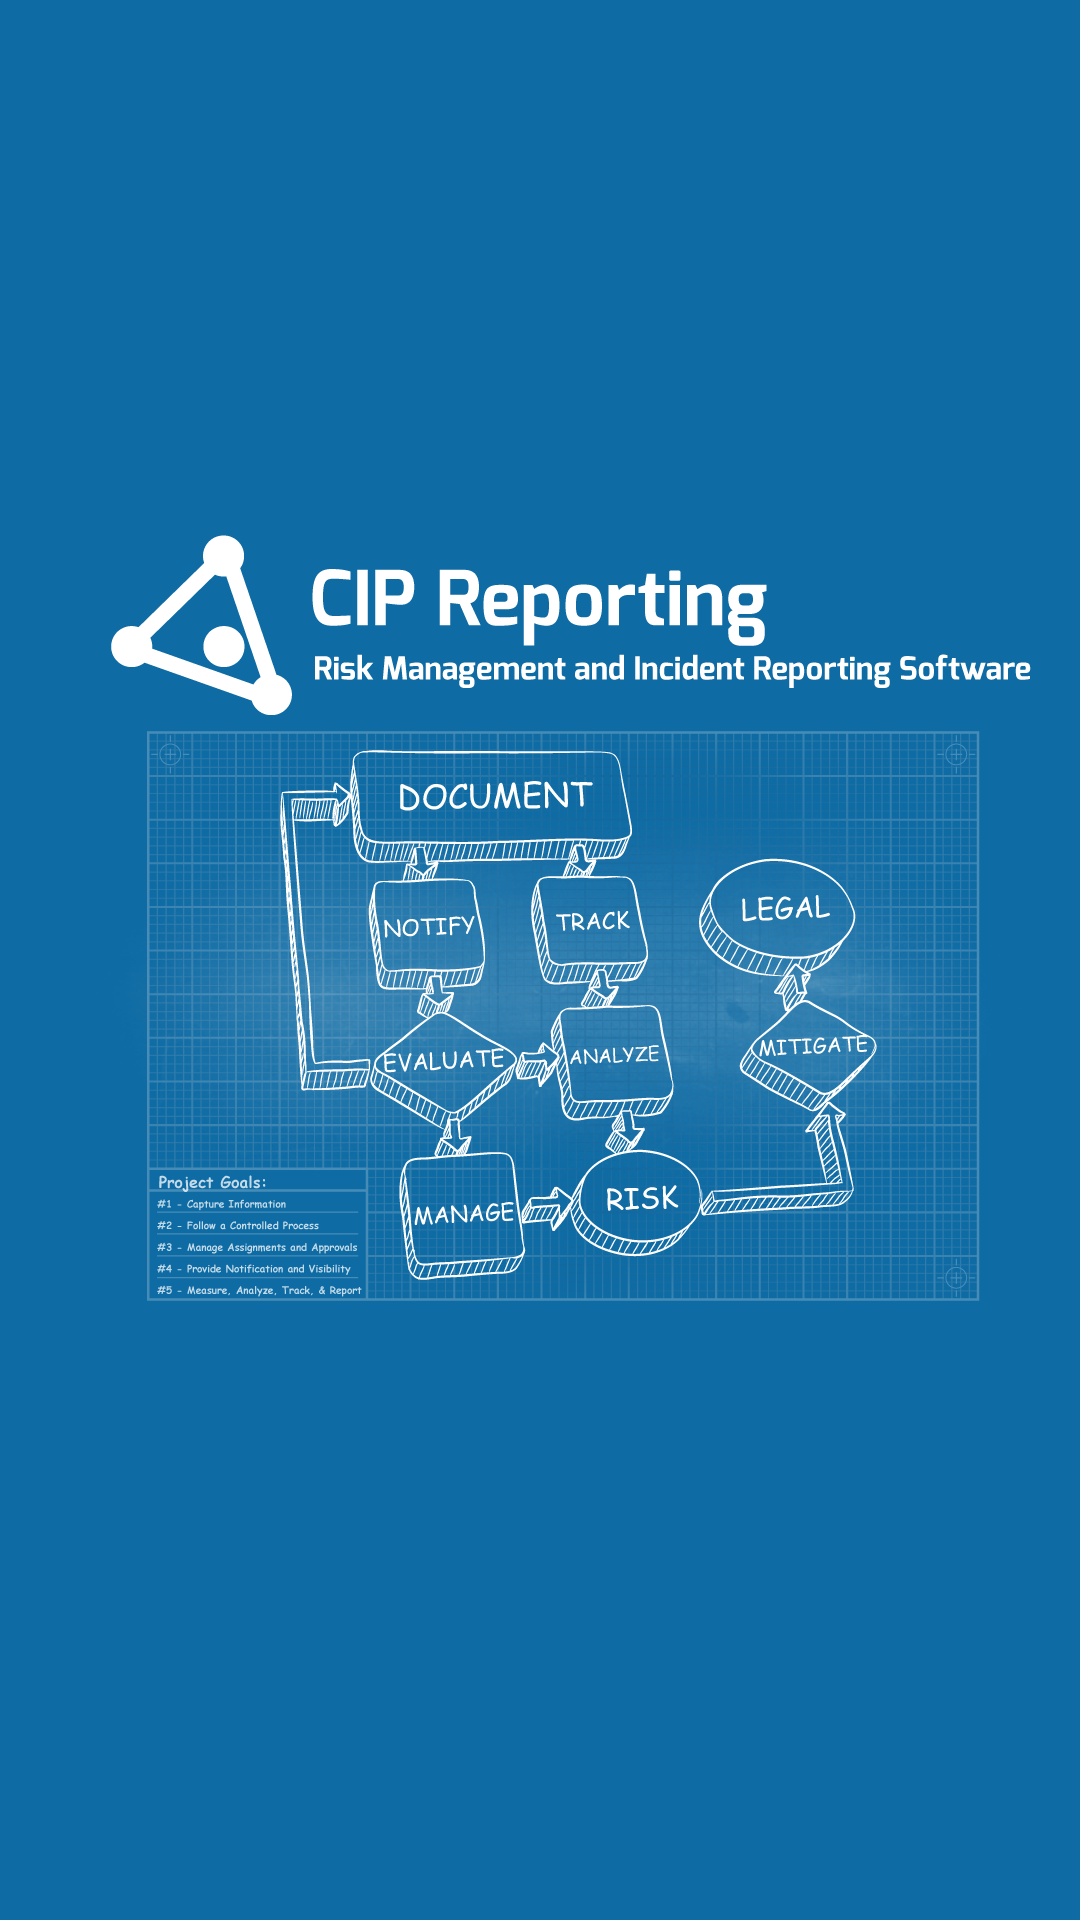 CIP Reporting
Risk Management and Incident Reporting Software
DOCUMENT
NOTIFY
TRACK
LEGAL
EVALUATE
ANALYZE
MITIGATE
MANAGE
RISK
Project Goals:
#1 - Capture Information
#2 - Follow a Controlled Process
#3 - Manage Assignments and Approvals
#4 - Provide Notification and Visibility
#5 - Measure, Analyze, Track, & Report